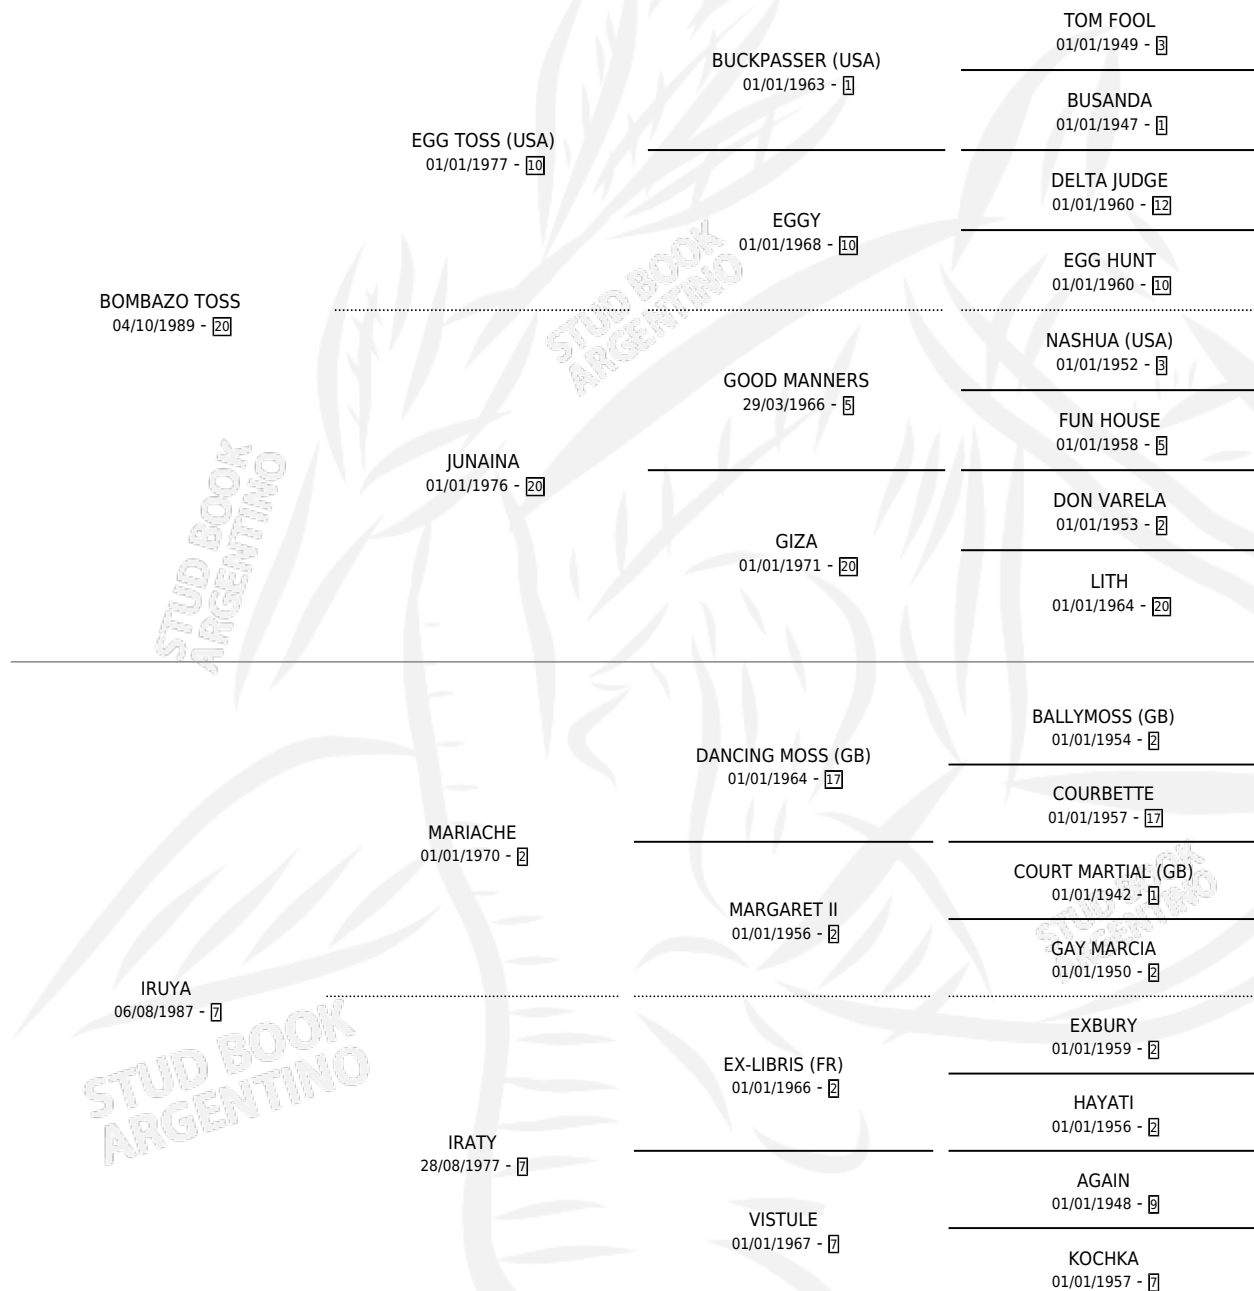 TOM FOOL
01/01/1949 - 3
BUCKPASSER (USA)
01/01/1963 - 1
BUSANDA
01/01/1947 - 1
EGG TOSS (USA)
01/01/1977 - 10
DELTA JUDGE
01/01/1960 - 12
EGGY
01/01/1968 - 10
EGG HUNT
01/01/1960 - 10
BOMBAZO TOSS
04/10/1989 - 20
STUD BOOK
ARGENTINO
NASHUA (USA)
01/01/1952 - 3
GOOD MANNERS
29/03/1966 - 5
FUN HOUSE
01/01/1958 - 5
JUNAINA
01/01/1976 - 20
DON VARELA
01/01/1953 - 2
GIZA
01/01/1971 - 20
LITH
01/01/1964 - 20
STUD BOOK
ARGENTINO
BALLYMOSS (GB)
01/01/1954 - 2
DANCING MOSS (GB)
01/01/1964 - 17
COURBETTE
01/01/1957 - 17
MARIACHE
01/01/1970 - 2
COURT MARTIAL (GB)
01/01/1942 - 1
MARGARET II
01/01/1956 - 2
GAY MARCIA
01/01/1950 - 2
STUD BOOK
ARGENTINO
IRUYA
06/08/1987 - 7
EXBURY
01/01/1959 - 2
EX-LIBRIS (FR)
01/01/1966 - 2
HAYATI
01/01/1956 - 2
STUD BOOK
ARGENTINO
IRATY
28/08/1977 - 7
AGAIN
01/01/1948 - 9
VISTULE
01/01/1967 - 7
KOCHKA
01/01/1957 - 7